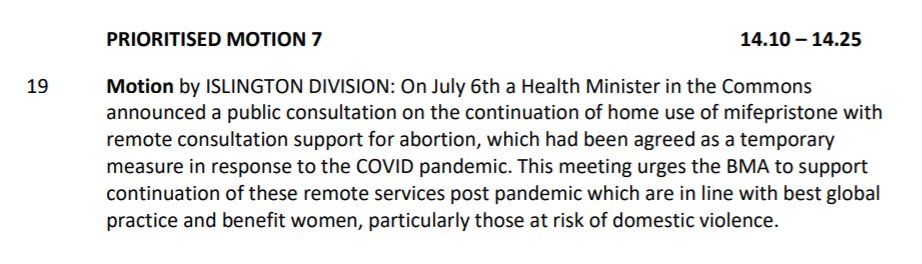 PRIORITISED MOTION 7 14.10 – 14.25
19 Motion by ISLINGTON DIVISION: On July 6th a Health Minister in the Commons
announced a public consultation on the continuation of home use of mifepristone with
remote consultation support for abortion, which had been agreed as a temporary
measure in response to the COVID pandemic. This meeting urges the BMA to support
continuation of these remote services post pandemic which are in line with best global
practice and benefit women, particularly those at risk of domestic violence.